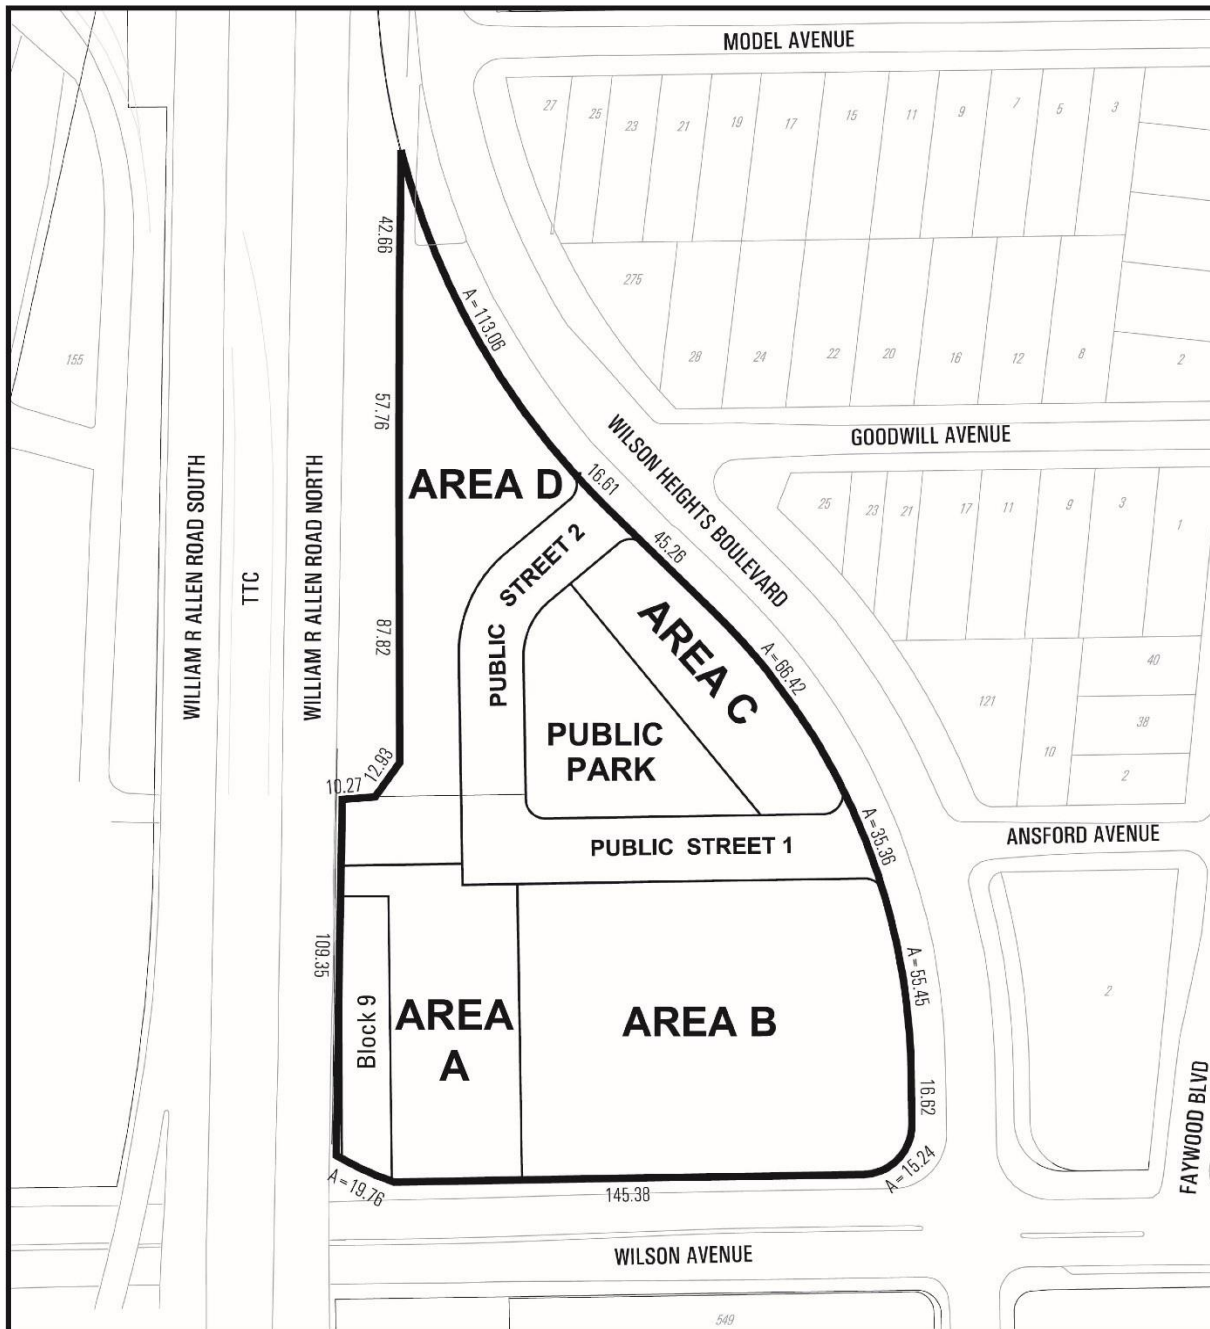 MODEL AVENUE
27
25
23
21
19
17
15
11
9
7
5
3
42.66
275
A = 113.06
155
28
24
22
20
16
12
8
2
57.76
GOODWILL AVENUE
WILSON HEIGHTS BOULEVARD
WILLIAM R ALLEN ROAD SOUTH
TTC
WILLIAM R ALLEN ROAD NORTH
AREA D
16.61
25
23
21
17
11
9
3
1
45.26
PUBLIC STREET 2
87.82
AREA C
A = 66.42
40
121
38
10
2
PUBLIC
PARK
12.93
10.27
PUBLIC STREET 1
A = 35.36
ANSFORD AVENUE
109.35
Block 9
AREA
A
AREA B
A = 55.45
2
16.62
FAYWOOD BLVD
A = 15.24
A = 19.76
145.38
WILSON AVENUE
549